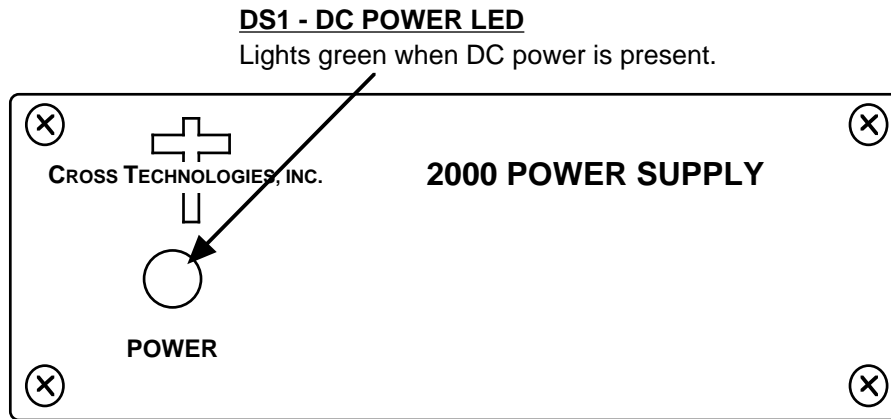 DS1 - DC POWER LED
Lights green when DC power is present.
CROSS TECHNOLOGIES, INC.
2000 POWER SUPPLY
POWER